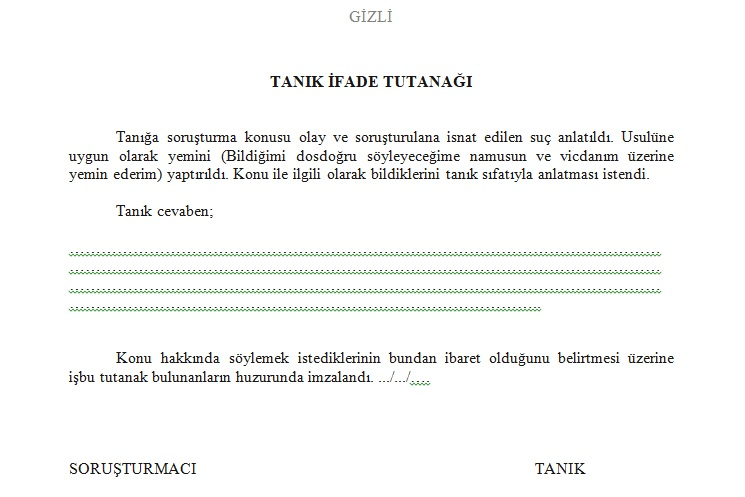 GİZLİ
TANIK İFADE TUTANAĞI
Tanığa soruşturma konusu olay ve soruşturulana isnat edilen suç anlatıldı. Usulüne
uygun olarak yemini (Bildiğimi dosdoğru söyleyeceğime namusun ve vicdanım üzerine
yemin ederim) yaptırıldı. Konu ile ilgili olarak bildiklerini tanık sıfatıyla anlatması istendi.
Tanık cevaben;
....................................................................................................................
....................................................................................................................
....................................................................................................................
............................................................................................
Konu hakkında söylemek istediklerinin bundan ibaret olduğunu belirtmesi üzerine
işbu tutanak bulunanların huzurunda imzalandı. .../.../....
SORUŞTURMACI TANIK